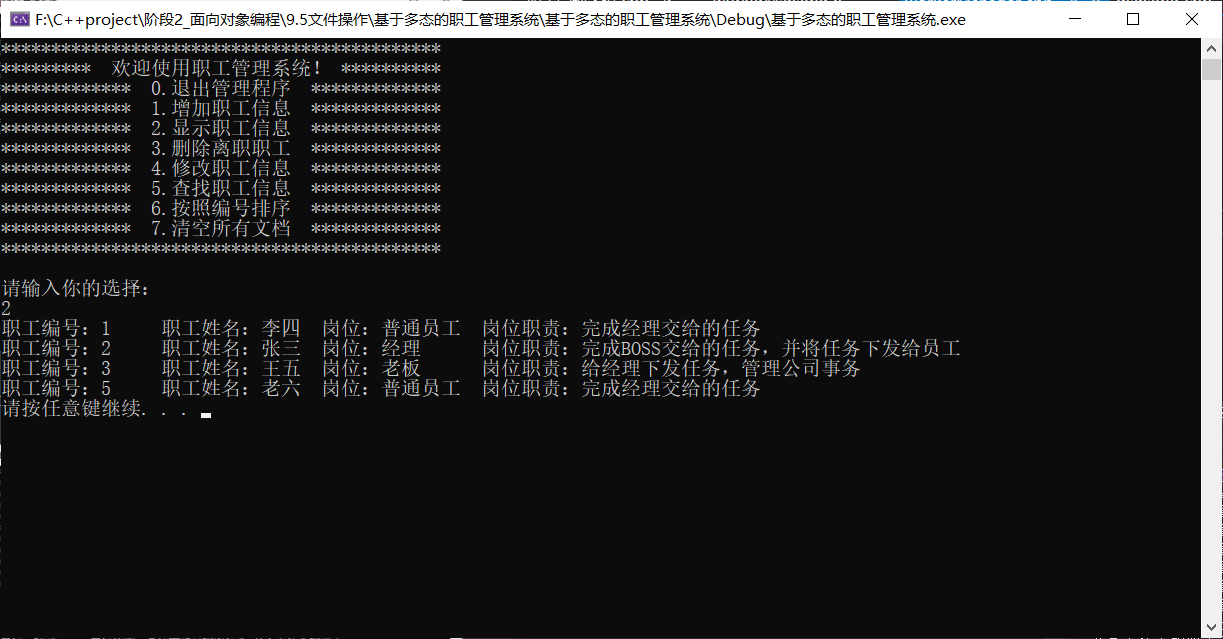 F:\C++project\阶段2_面向对象编程\9.5文件操作\基于多态的职工管理系统\基于多态的职工管理系统\Debug\基于多态的职工管理系统.exe
********************************************
*********  欢迎使用职工管理系统！ **********
*************  0.退出管理程序  *************
*************  1.增加职工信息  *************
*************  2.显示职工信息  *************
*************  3.删除离职职工  *************
*************  4.修改职工信息  *************
*************  5.查找职工信息  *************
*************  6.按照编号排序  *************
*************  7.清空所有文档  *************
********************************************
请输入你的选择：
2
职工编号：1     职工姓名：李四  岗位：普通员工  岗位职责：完成经理交给的任务
职工编号：2     职工姓名：张三  岗位：经理      岗位职责：完成BOSS交给的任务，并将任务下发给员工
职工编号：3     职工姓名：王五  岗位：老板      岗位职责：给经理下发任务，管理公司事务
职工编号：5     职工姓名：老六  岗位：普通员工  岗位职责：完成经理交给的任务
请按任意键继续. . .